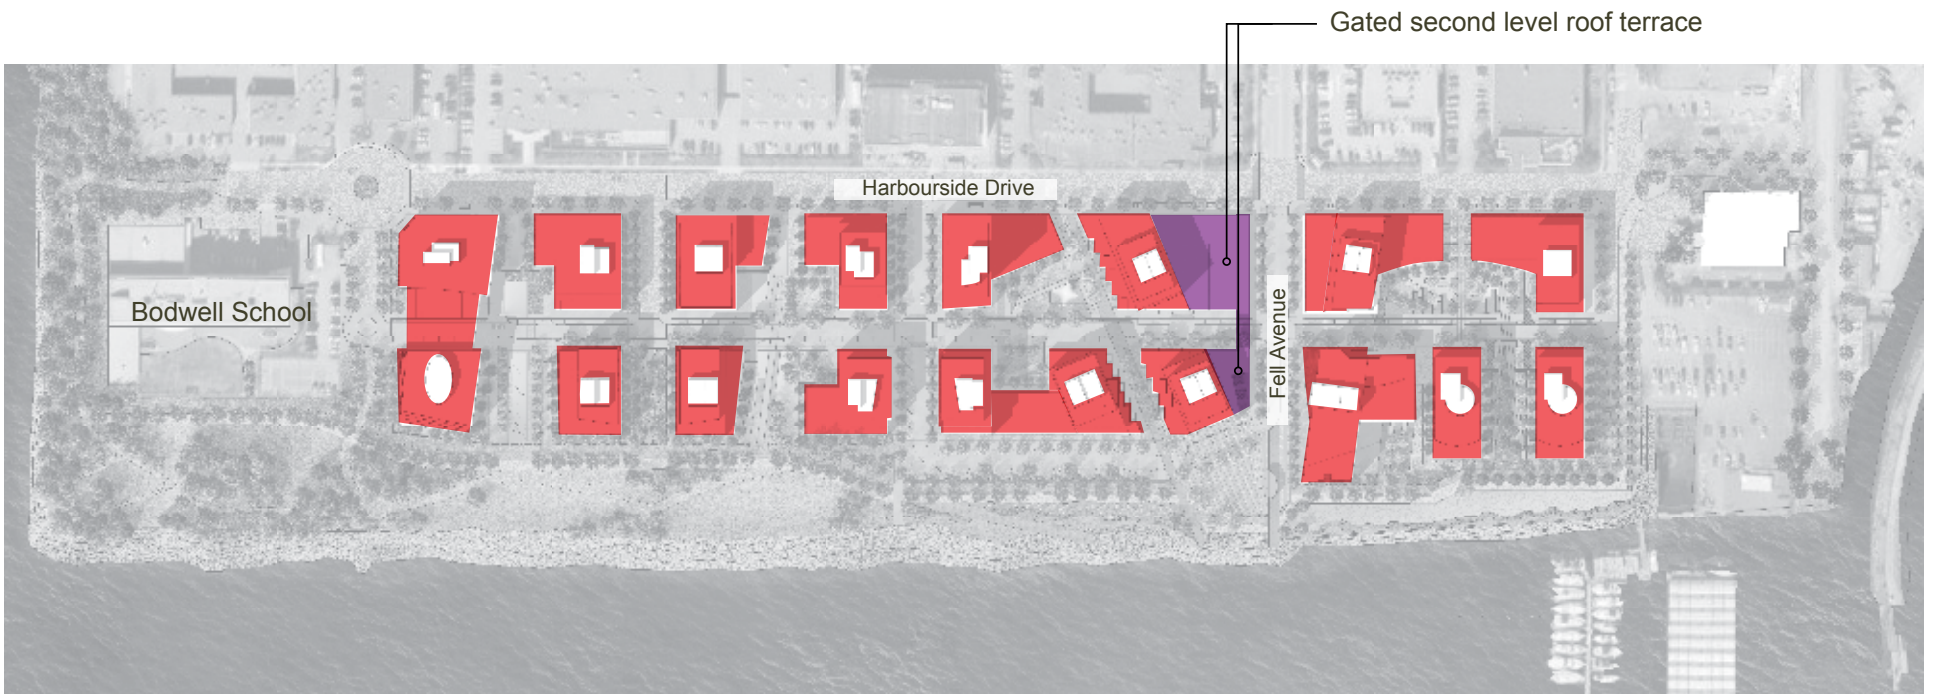 Gated second level roof terrace
Harbourside Drive
Bodwell School
Fell Avenue